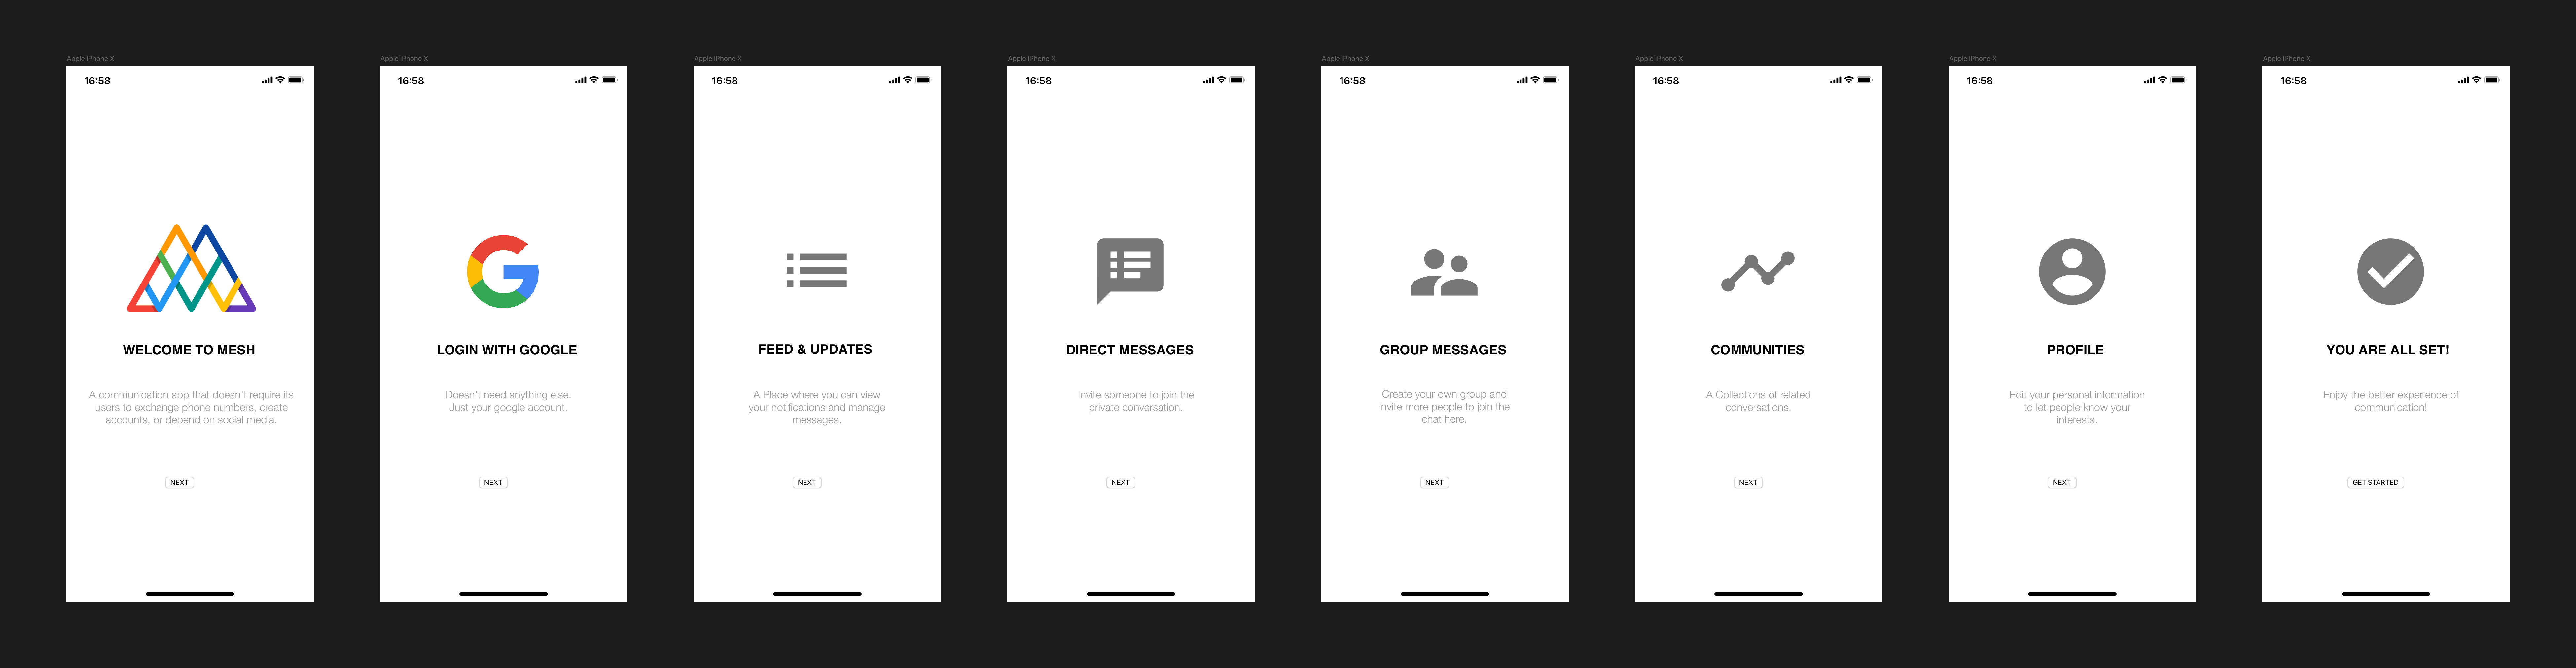 Apple iPhone X
16:58
WELCOME TO MESH
A communication app that doesn't require its
users to exchange phone numbers, create
accounts, or depend on social media.
NEXT
Apple iPhone X
16:58
LOGIN WITH GOOGLE
Doesn't need anything else.
Just your google account.
NEXT
Apple iPhone X
16:58
FEED & UPDATES
A Place where you can view
your notifications and manage
messages.
NEXT
Apple iPhone X
16:58
DIRECT MESSAGES
Invite someone to join the
private conversation.
NEXT
Apple iPhone X
16:58
GROUP MESSAGES
Create your own group and
invite more people to join the
chat here.
NEXT
Apple iPhone X
16:58
COMMUNITIES
A Collections of related
conversations.
NEXT
Apple iPhone X
16:58
PROFILE
Edit your personal information
to let people know your
interests.
NEXT
Apple iPhone X
16:58
YOU ARE ALL SET!
Enjoy the better experience of
communication!
GET STARTED